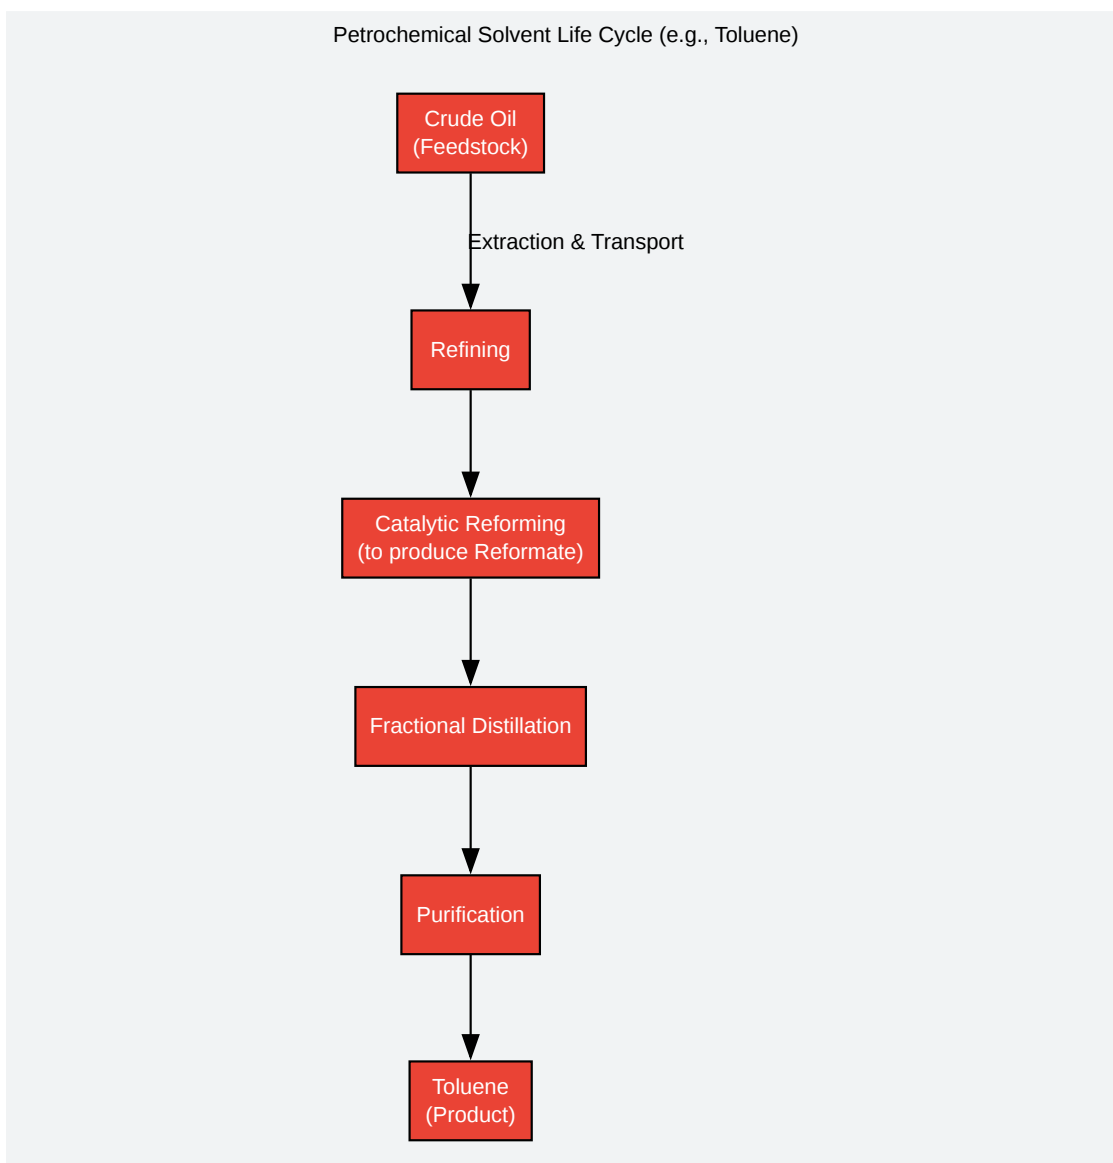 Petrochemical Solvent Life Cycle (e.g., Toluene)
Crude Oil
(Feedstock)
Extraction & Transport
Refining
Catalytic Reforming
(to produce Reformate)
Fractional Distillation
Purification
Toluene
(Product)